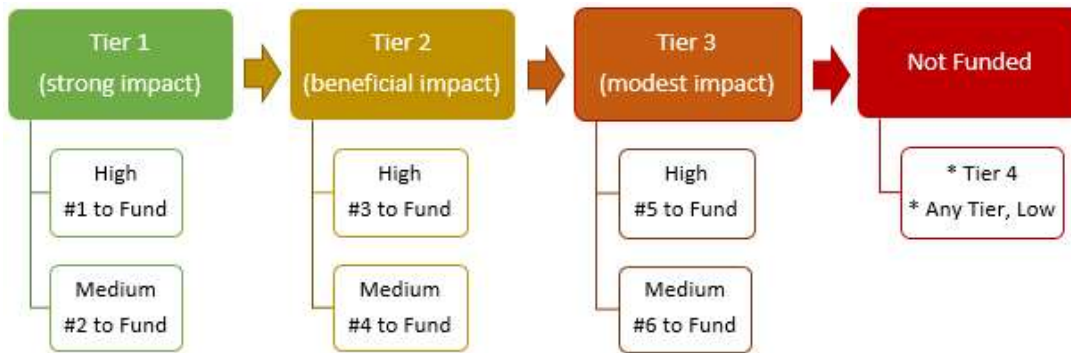 Tier 1
(strong impact)
Tier 2
(beneficial impact)
Tier 3
(modest impact)
Not Funded
High
#1 to Fund
High
#3 to Fund
High
#5 to Fund
* Tier 4
* Any Tier, Low
Medium
#2 to Fund
Medium
#4 to Fund
Medium
#6 to Fund